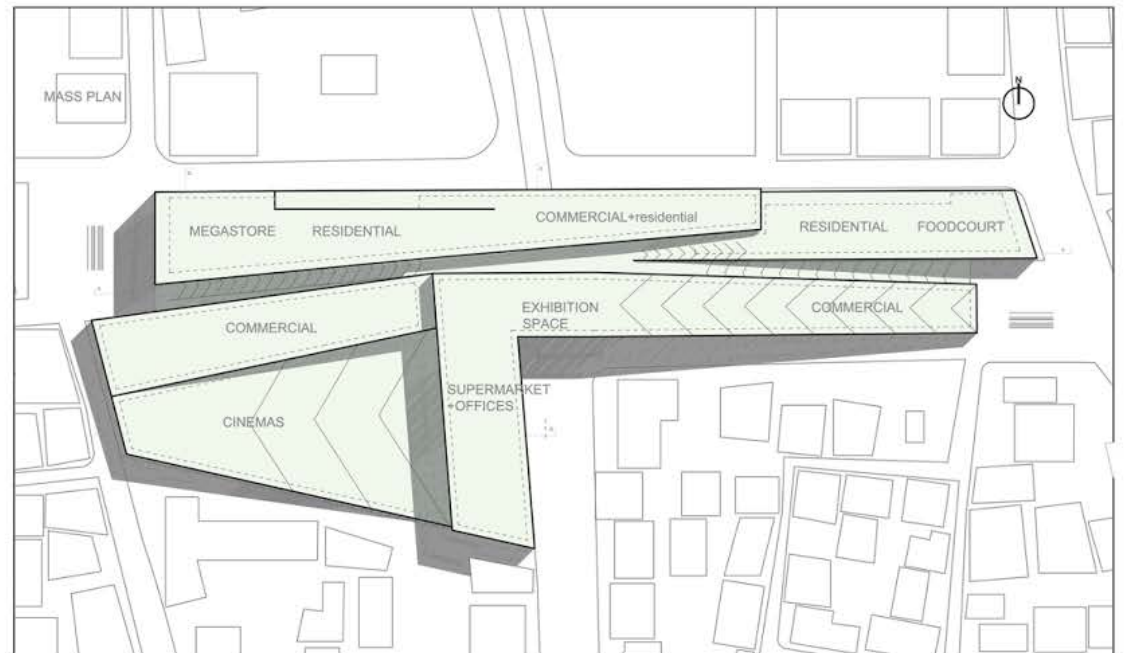 N
MASS PLAN
COMMERCIAL+residential
MEGASTORE
RESIDENTIAL
RESIDENTIAL
FOODCOURT
EXHIBITION
SPACE
COMMERCIAL
COMMERCIAL
SUPERMARKET
+OFFICES
CINEMAS